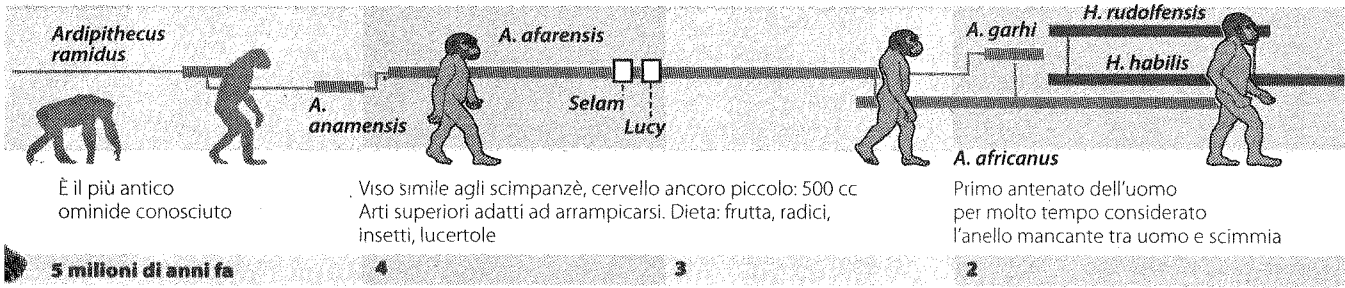 Ardipithecus
ramidus
A.
anamensis
A. afarensis
Selam
Lucy
A. garhi
H. rudolfensis
H. habilis
A. africanus
È il più antico
ominide conosciuto
Viso simile agli scimpanzè, cervello ancoro piccolo: 500 cc
Arti superiori adatti ad arrampicarsi. Dieta: frutta, radici,
insetti, lucertole
Primo antenato dell'uomo
per molto tempo considerato
l'anello mancante tra uomo e scimmia
5 milioni di anni fa
4
3
2